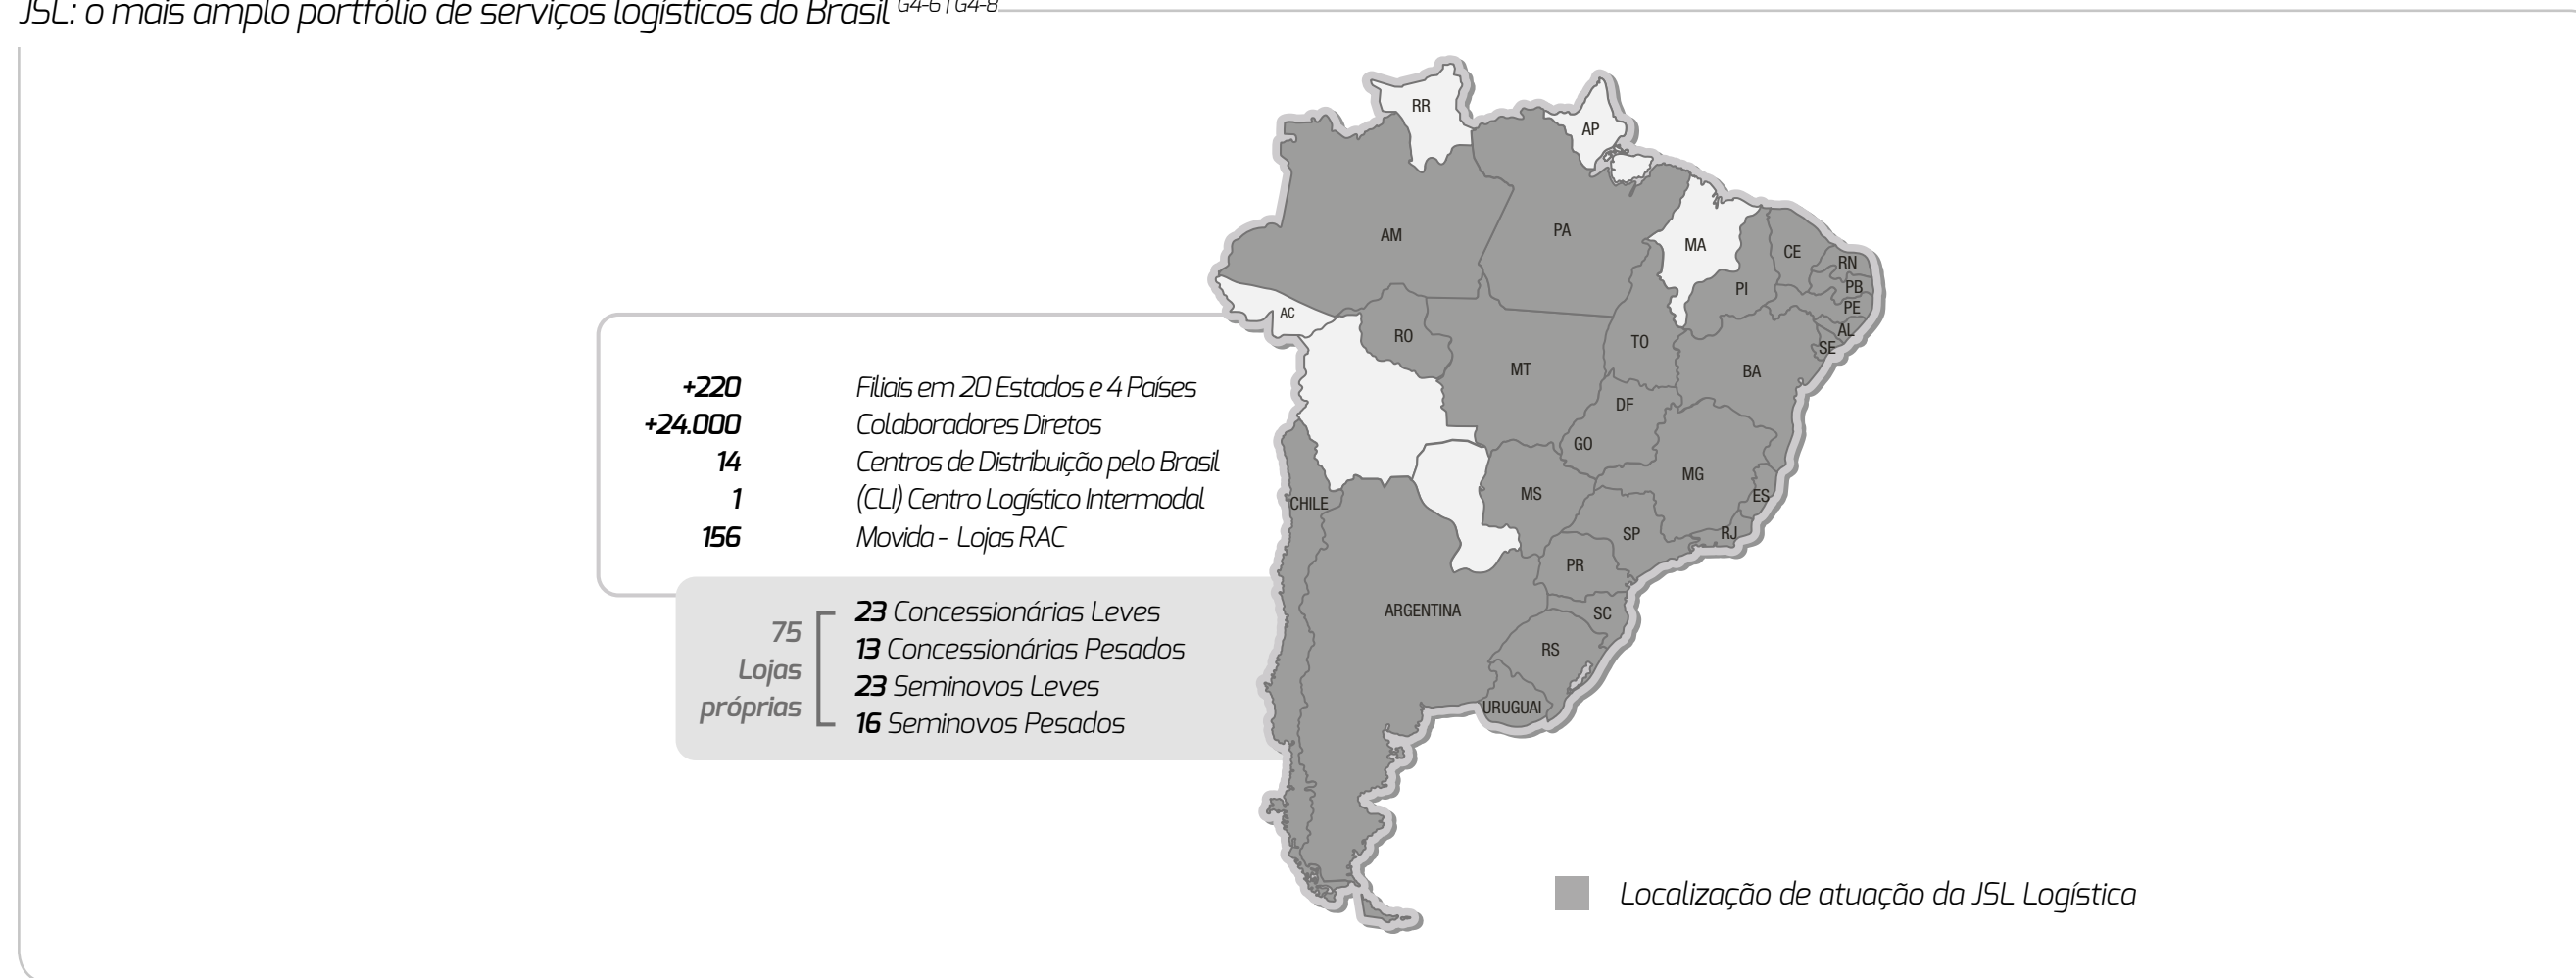 JSL: o mais amplo portfólio de serviços logísticos do Brasil G4-6 | G4-8
RR
AP
AM
PA
MA
CE
RN
PB
PE
AL
SE
PI
AC
RO
TO
MT
BA
DF
GO
MG
ES
MS
CHILE
SP
RJ
PR
ARGENTINA
SC
RS
URUGUAI
+220 Filiais em 20 Estados e 4 Países
+24.000 Colaboradores Diretos
14 Centros de Distribuição pelo Brasil
1 (CLI) Centro Logístico Intermodal
156 Movida - Lojas RAC
75
Lojas
próprias
23 Concessionárias Leves
13 Concessionárias Pesados
23 Seminovos Leves
16 Seminovos Pesados
Localização de atuação da JSL Logística